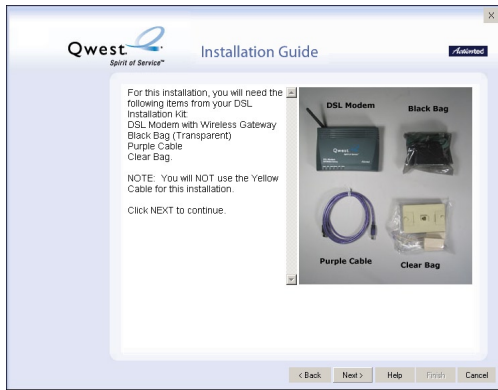 Qwest.
Spirit of Service™
Installation Guide
Actiontec
For this installation, you will need the
following items from your DSL
Installation Kit:
DSL Modem with Wireless Gateway
Black Bag (Transparent)
Purple Cable
Clear Bag.
NOTE: You will NOT use the Yellow
Cable for this installation.
Click NEXT to continue.
DSL Modem
Black Bag
Qwest
Purple Cable
Clear Bag
< Back
Next >
Help
Finish
Cancel